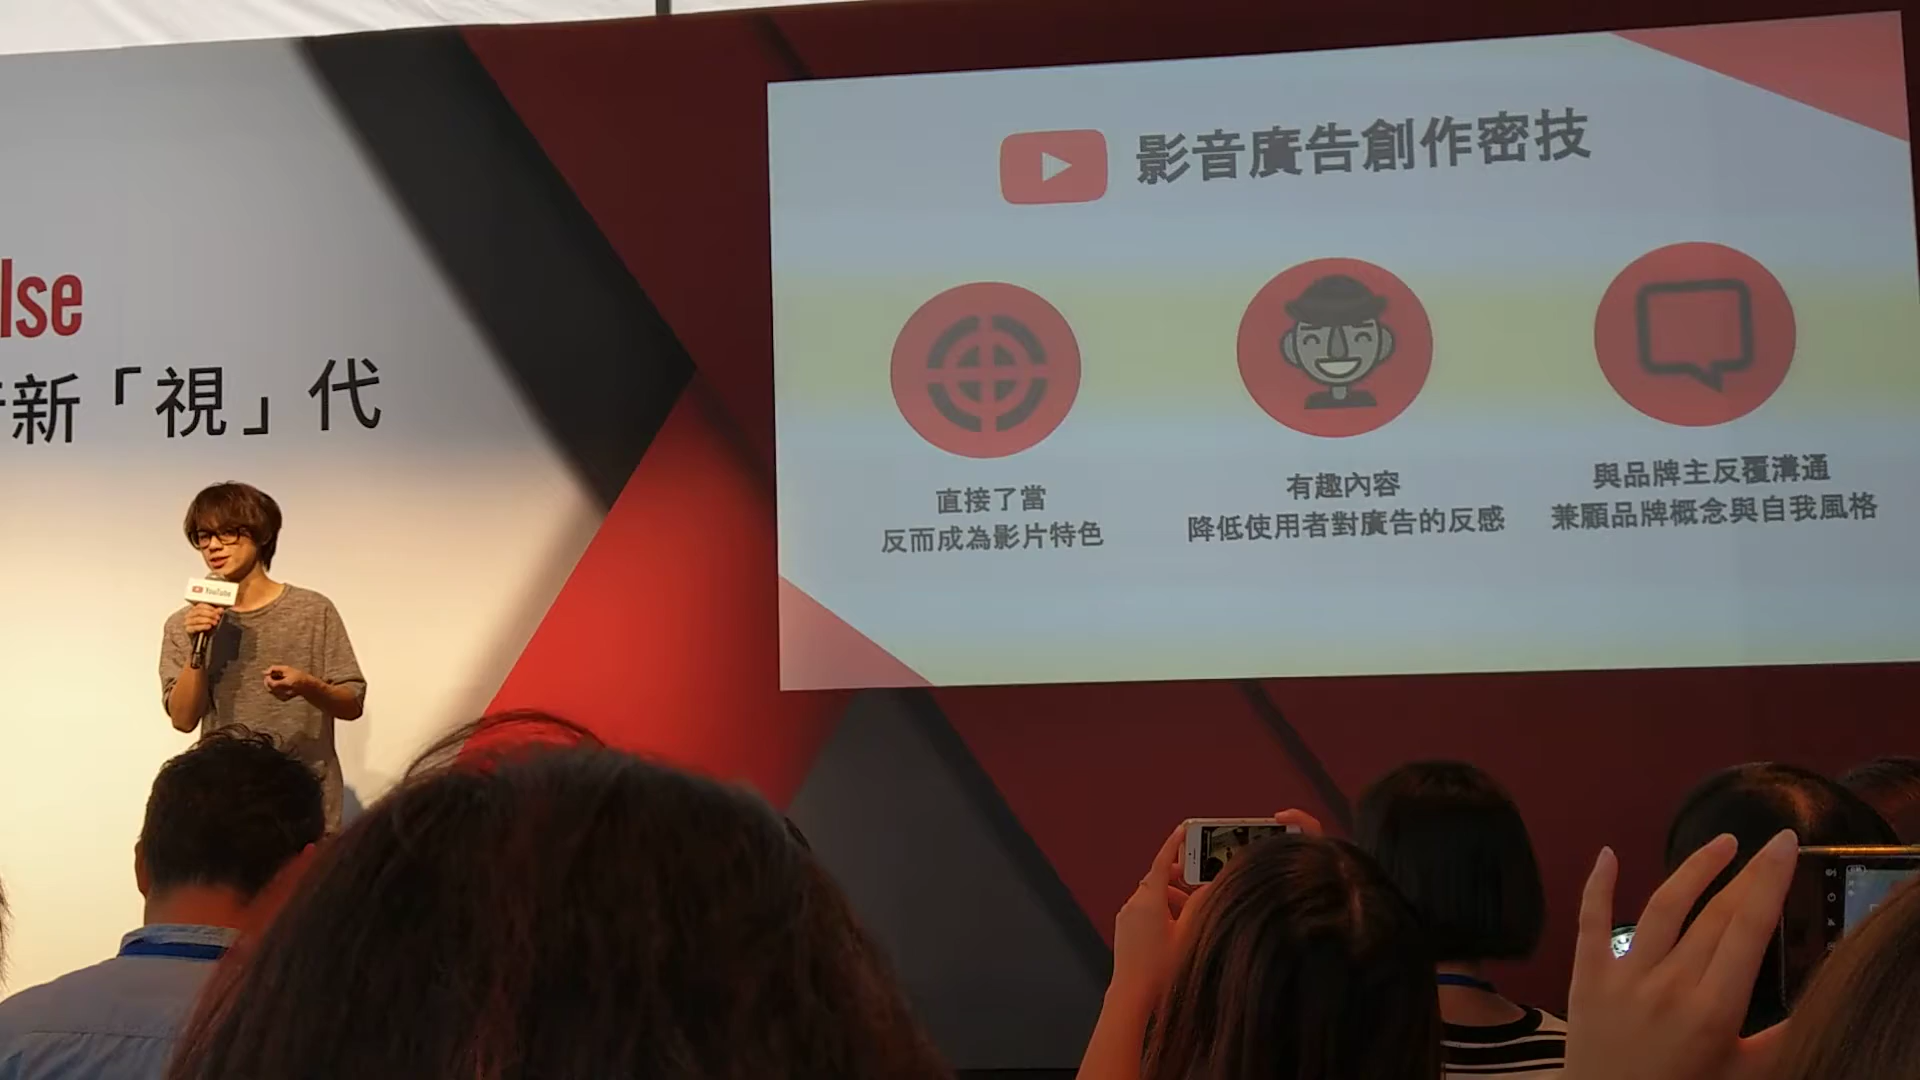 lse
新「視」代
YouTube
影音廣告創作密技
直接了當
反而成為影片特色
有趣內容
降低使用者對廣告的反感
與品牌主反覆溝通
兼顧品牌概念與自我風格